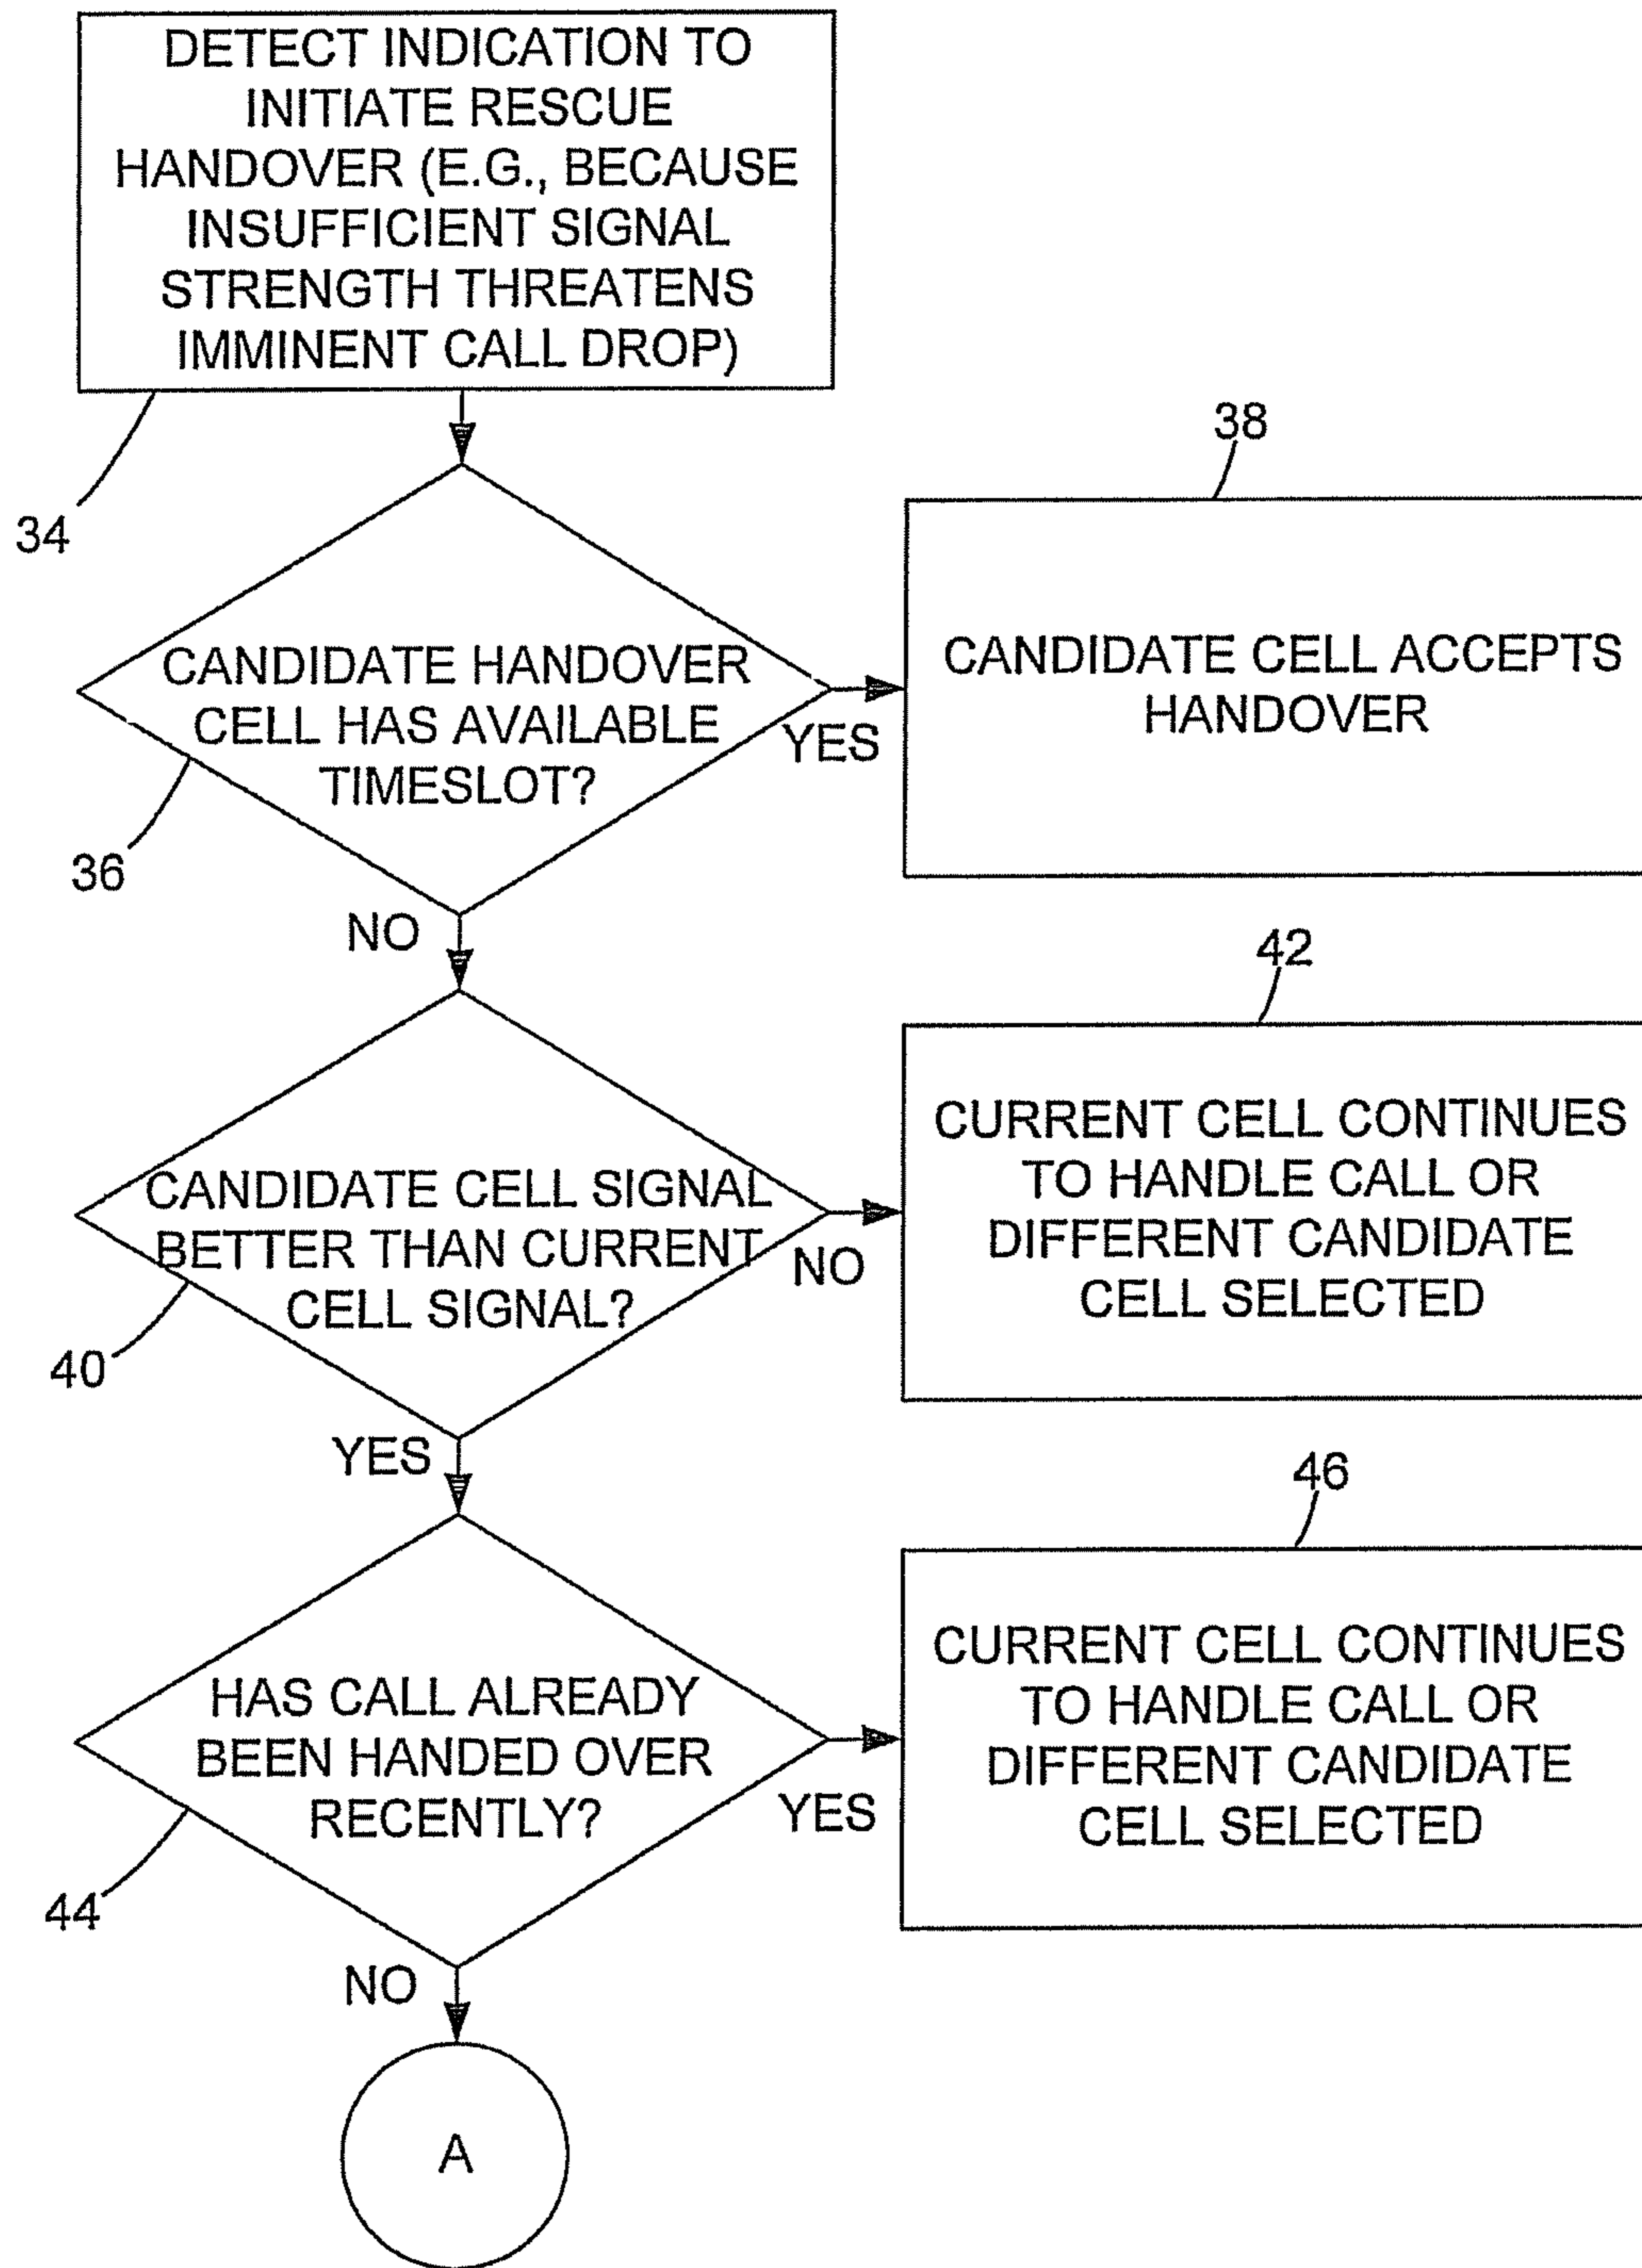 DETECT INDICATION TO
INITIATE RESCUE
HANDOVER (E.G., BECAUSE
INSUFFICIENT SIGNAL
STRENGTH THREATENS
IMMINENT CALL DROP)
34
38
CANDIDATE HANDOVER
CELL HAS AVAILABLE
TIMESLOT?
36
YES
CANDIDATE CELL ACCEPTS
HANDOVER
NO
42
CANDIDATE CELL SIGNAL
BETTER THAN CURRENT
CELL SIGNAL?
40
NO
CURRENT CELL CONTINUES
TO HANDLE CALL OR
DIFFERENT CANDIDATE
CELL SELECTED
YES
46
HAS CALL ALREADY
BEEN HANDED OVER
RECENTLY?
44
YES
CURRENT CELL CONTINUES
TO HANDLE CALL OR
DIFFERENT CANDIDATE
CELL SELECTED
NO
A